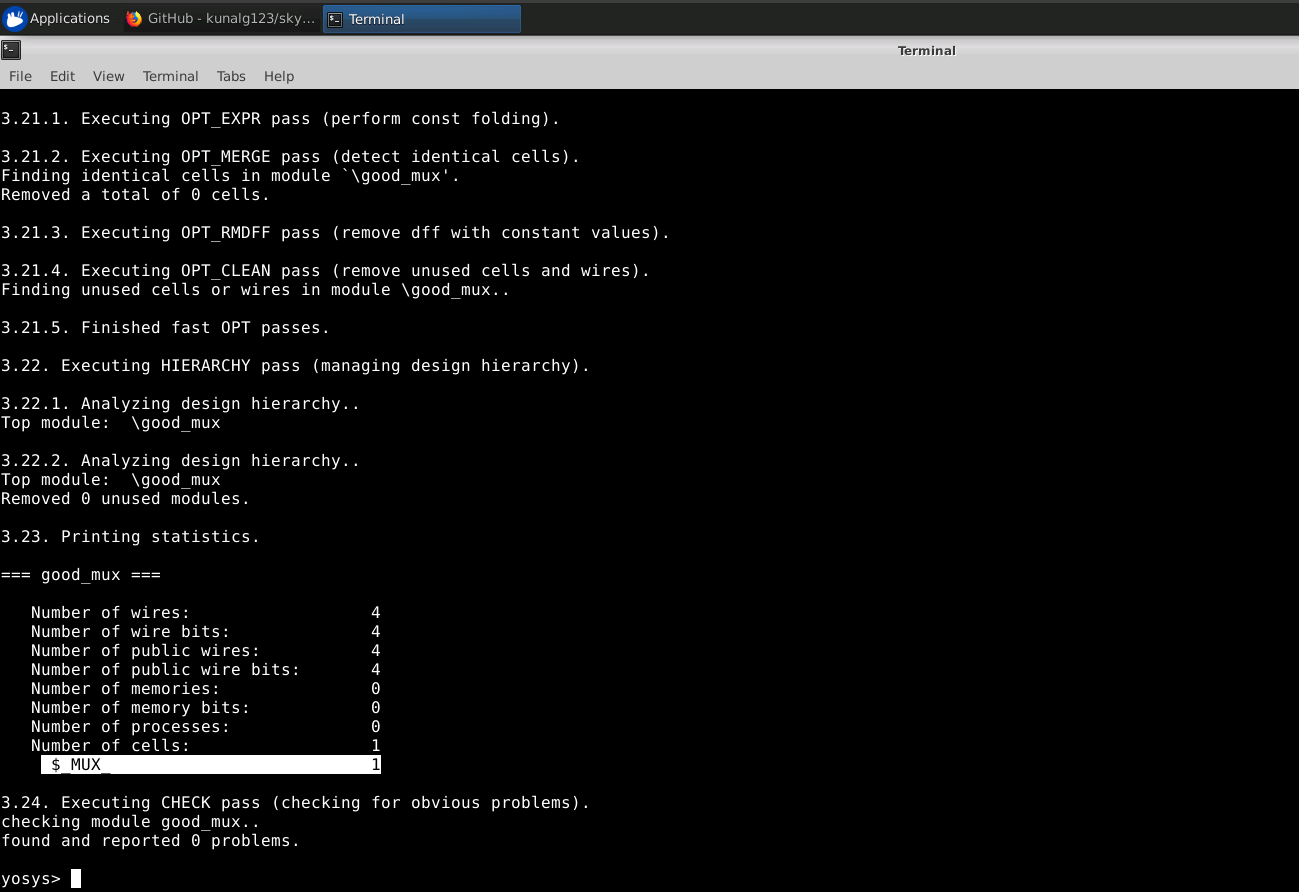 Applications GitHub - kunalg123/sky... Terminal
Terminal
File Edit View Terminal Tabs Help
3.21.1. Executing OPT_EXPR pass (perform const folding).
3.21.2. Executing OPT_MERGE pass (detect identical cells).
Finding identical cells in module `\good_mux'.
Removed a total of 0 cells.
3.21.3. Executing OPT_RMDFF pass (remove dff with constant values).
3.21.4. Executing OPT_CLEAN pass (remove unused cells and wires).
Finding unused cells or wires in module \good_mux..
3.21.5. Finished fast OPT passes.
3.22. Executing HIERARCHY pass (managing design hierarchy).
3.22.1. Analyzing design hierarchy..
Top module:  \good_mux
3.22.2. Analyzing design hierarchy..
Top module:  \good_mux
Removed 0 unused modules.
3.23. Printing statistics.
=== good_mux ===
Number of wires: 4
Number of wire bits: 4
Number of public wires: 4
Number of public wire bits: 4
Number of memories: 0
Number of memory bits: 0
Number of processes: 0
Number of cells: 1
$_MUX_ 1
3.24. Executing CHECK pass (checking for obvious problems).
checking module good_mux..
found and reported 0 problems.
yosys>